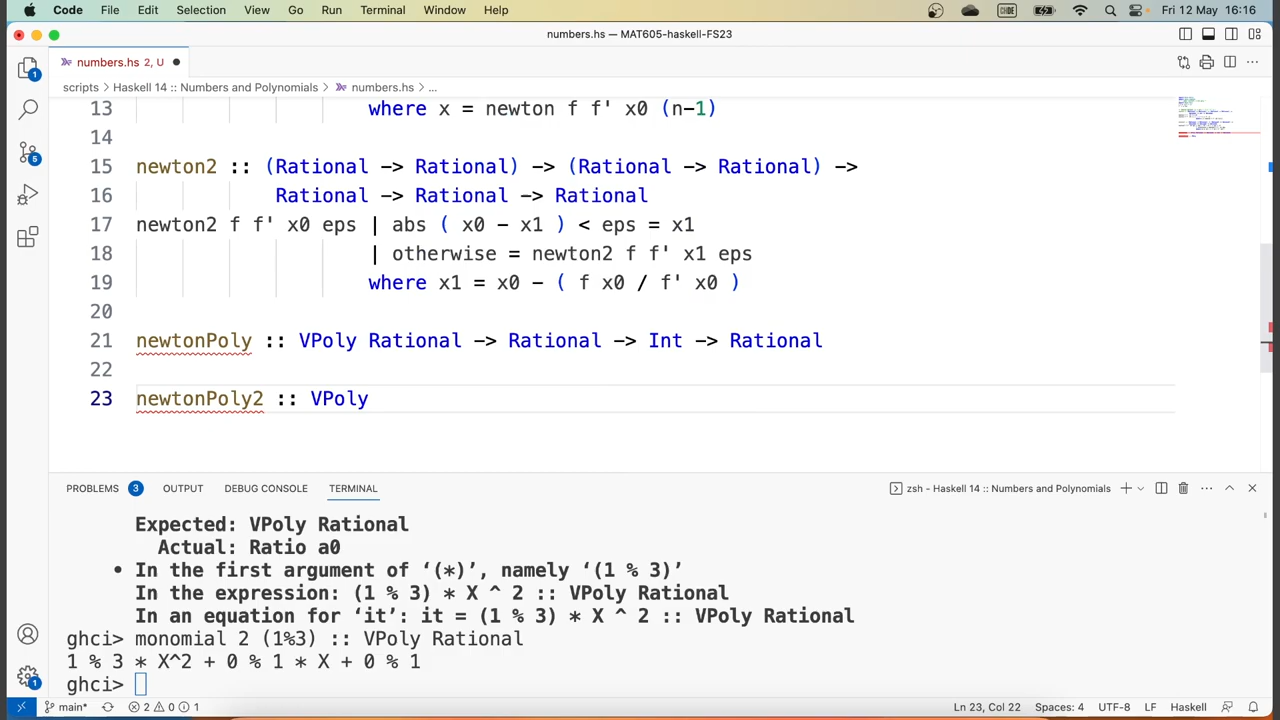 Code File Edit Selection View Go Run Terminal Window Help CODE Fri 12 May 16:16
numbers.hs — MAT605-haskell-FS23
numbers.hs 2, U
scripts > Haskell 14 :: Numbers and Polynomials > numbers.hs > ...
13 where x = newton f f' x0 (n-1)
14
15 newton2 :: (Rational -> Rational) -> (Rational -> Rational) ->
16 Rational -> Rational -> Rational
17 newton2 f f' x0 eps | abs ( x0 - x1 ) < eps = x1
18 | otherwise = newton2 f f' x1 eps
19 where x1 = x0 - ( f x0 / f' x0 )
20
21 newtonPoly :: VPoly Rational -> Rational -> Int -> Rational
22
23 newtonPoly2 :: VPoly
PROBLEMS 3 OUTPUT DEBUG CONSOLE TERMINAL zsh - Haskell 14 :: Numbers and Polynomials
Expected: VPoly Rational
Actual: Ratio a0
• In the first argument of ‘(*)’, namely ‘(1 % 3)’
In the expression: (1 % 3) * X ^ 2 :: VPoly Rational
In an equation for ‘it’: it = (1 % 3) * X ^ 2 :: VPoly Rational
ghci> monomial 2 (1%3) :: VPoly Rational
1 % 3 * X^2 + 0 % 1 * X + 0 % 1
ghci>
main* 2 0 1 Ln 23, Col 22 Spaces: 4 UTF-8 LF Haskell
1
5
1